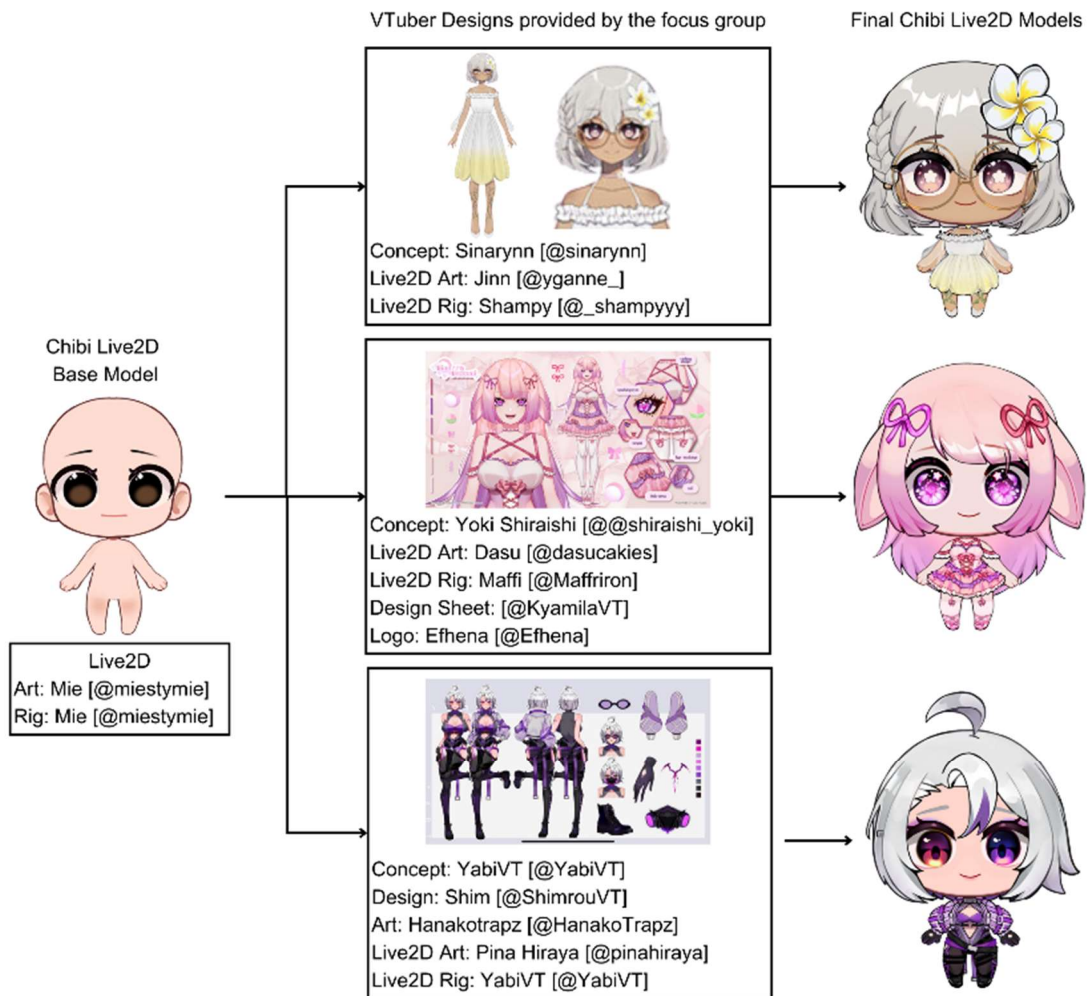 VTuber Designs provided by the focus group
Final Chibi Live2D Models
Concept: Sinarynn [@sinarynn]
Live2D Art: Jinn [@yganne_]
Live2D Rig: Shampy [@_shampyyy]
Chibi Live2D
Base Model
Live2D
Art: Mie [@miestymie]
Rig: Mie [@miestymie]
Concept: Yoki Shiraishi [@@shiraishi_yoki]
Live2D Art: Dasu [@dasucakies]
Live2D Rig: Maffi [@Maffriron]
Design Sheet: [@KyamilaVT]
Logo: Efhena [@Efhena]
Concept: YabiVT [@YabiVT]
Design: Shim [@ShimrouVT]
Art: Hanakotrapz [@HanakoTrapz]
Live2D Art: Pina Hiraya [@pinahiraya]
Live2D Rig: YabiVT [@YabiVT]